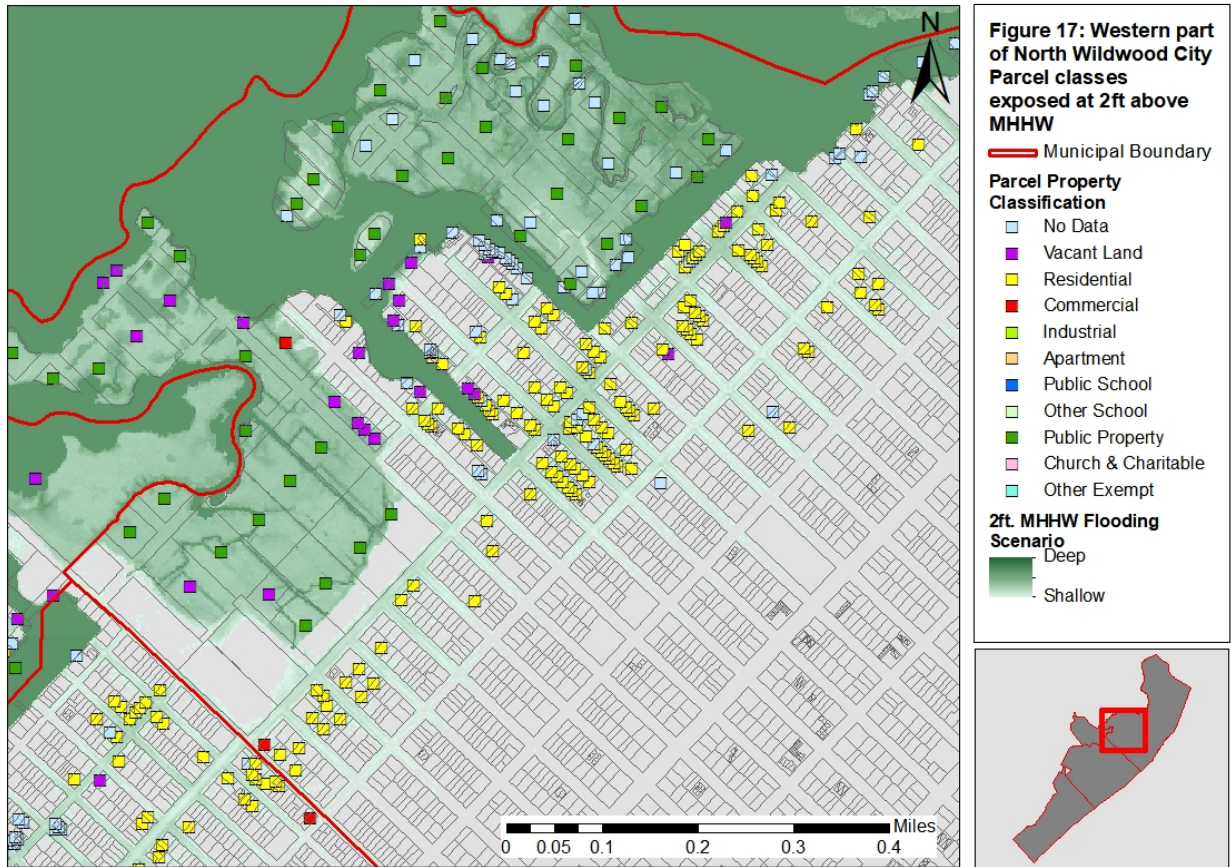 N
Figure 17: Western part
of North Wildwood City
Parcel classes
exposed at 2ft above
MHHW
Municipal Boundary
Parcel Property
Classification
No Data
Vacant Land
Residential
Commercial
Industrial
Apartment
Public School
Other School
Public Property
Church & Charitable
Other Exempt
2ft. MHHW Flooding
Scenario
Deep
Shallow
Miles
0 0.05 0.1 0.2 0.3 0.4